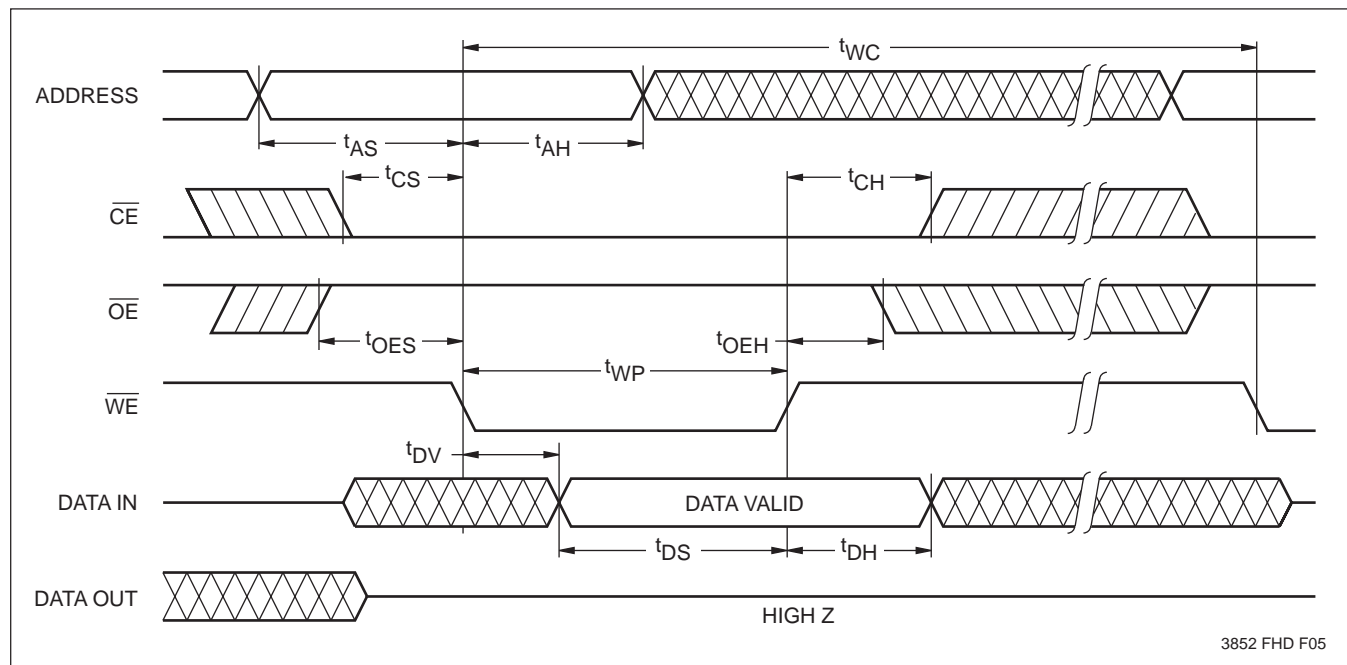 tWC
ADDRESS
tAS
tAH
tCS
tCH
CE
OE
tOES
tOEH
tWP
WE
tDV
DATA IN
DATA VALID
tDS
tDH
DATA OUT
HIGH Z
3852 FHD F05